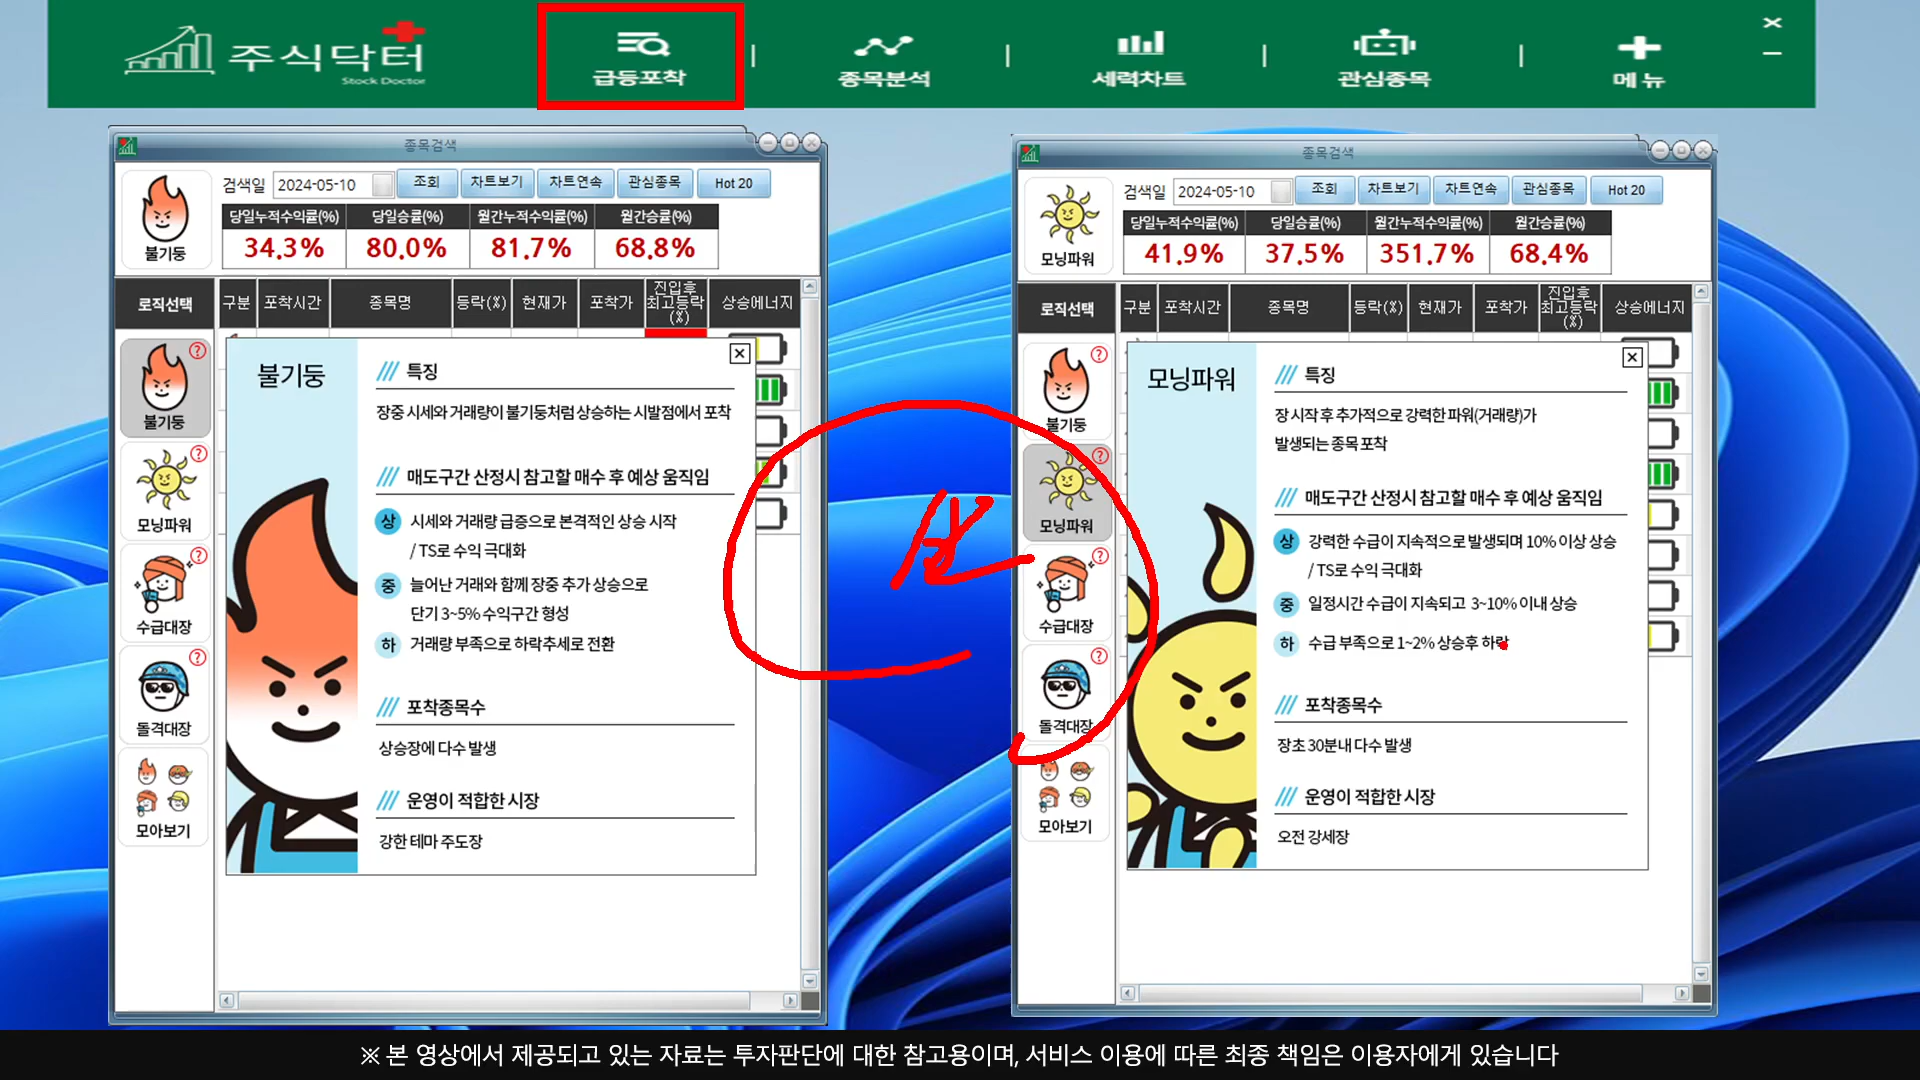 주식닥터
Stock Doctor
급등포착
종목분석
세력차트
관심종목
메뉴
종목검색
불기둥
검색일 2024-05-10 조회 차트보기 차트연속 관심종목 Hot 20
당일누적수익률(%) 당일승률(%) 월간누적수익률(%) 월간승률(%)
34.3% 80.0% 81.7% 68.8%
로직선택
구분 포착시간 종목명 등락(%) 현재가 포착가 진입후 최고등락 (%) 상승에너지
불기둥
모닝파워
수급대장
돌격대장
모아보기
불기둥
/// 특징
장중 시세와 거래량이 불기둥처럼 상승하는 시발점에서 포착
/// 매도구간 산정시 참고할 매수 후 예상 움직임
상 시세와 거래량 급증으로 본격적인 상승 시작
/ TS로 수익 극대화
중 늘어난 거래와 함께 장중 추가 상승으로
단기 3~5% 수익구간 형성
하 거래량 부족으로 하락추세로 전환
/// 포착종목수
상승장에 다수 발생
/// 운영이 적합한 시장
강한 테마 주도장
종목검색
모닝파워
검색일 2024-05-10 조회 차트보기 차트연속 관심종목 Hot 20
당일누적수익률(%) 당일승률(%) 월간누적수익률(%) 월간승률(%)
41.9% 37.5% 351.7% 68.4%
로직선택
구분 포착시간 종목명 등락(%) 현재가 포착가 진입후 최고등락 (%) 상승에너지
불기둥
모닝파워
수급대장
돌격대장
모아보기
모닝파워
/// 특징
장 시작 후 추가적으로 강력한 파워(거래량)가
발생되는 종목 포착
/// 매도구간 산정시 참고할 매수 후 예상 움직임
상 강력한 수급이 지속적으로 발생되며 10% 이상 상승
/ TS로 수익 극대화
중 일정시간 수급이 지속되고 3~10% 이내 상승
하 수급 부족으로 1~2% 상승후 하락
/// 포착종목수
장초 30분내 다수 발생
/// 운영이 적합한 시장
오전 강세장
※ 본 영상에서 제공되고 있는 자료는 투자판단에 대한 참고용이며, 서비스 이용에 따른 최종 책임은 이용자에게 있습니다